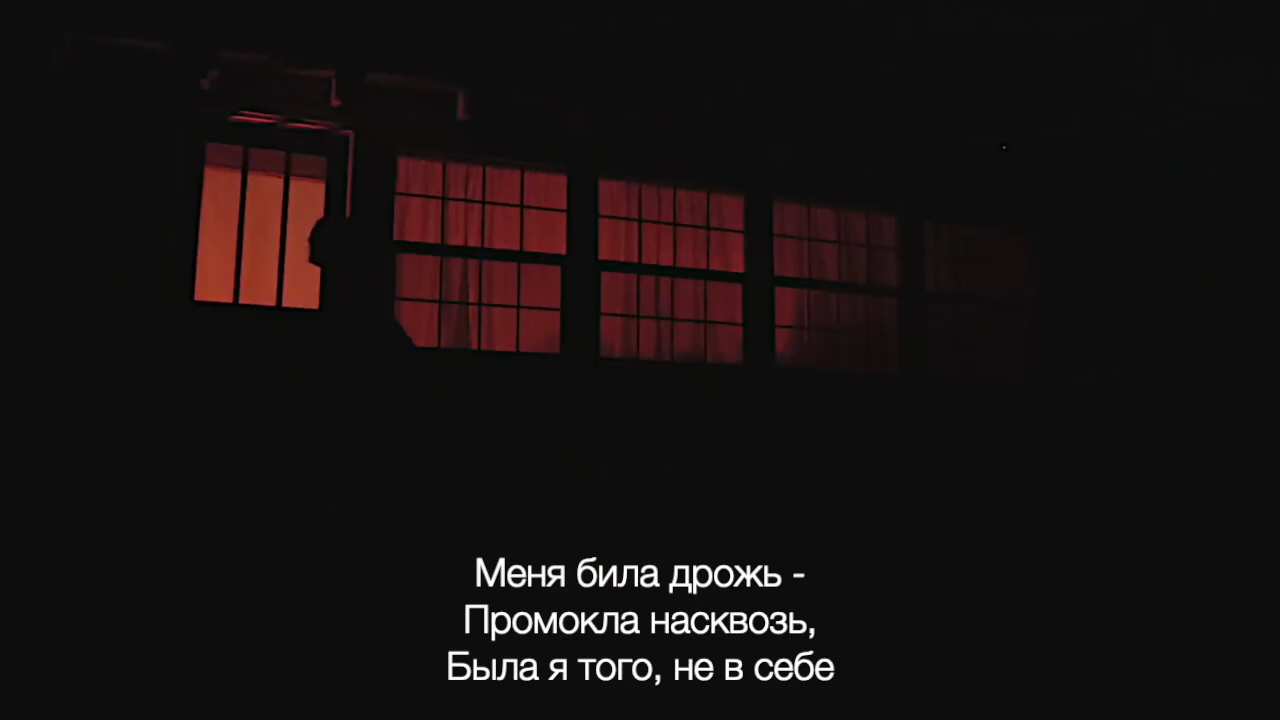 Меня била дрожь -
Промокла насквозь,
Была я того, не в себе